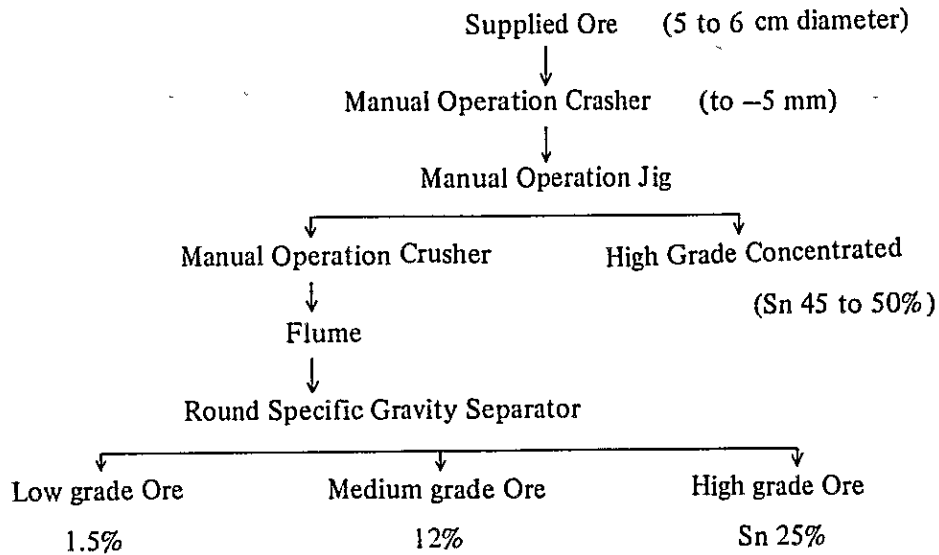 Supplied Ore (5 to 6 cm diameter)
Manual Operation Crasher (to −5 mm)
Manual Operation Jig
Manual Operation Crusher High Grade Concentrated
(Sn 45 to 50%)
Flume
Round Specific Gravity Separator
Low grade Ore Medium grade Ore High grade Ore
1.5% 12% Sn 25%